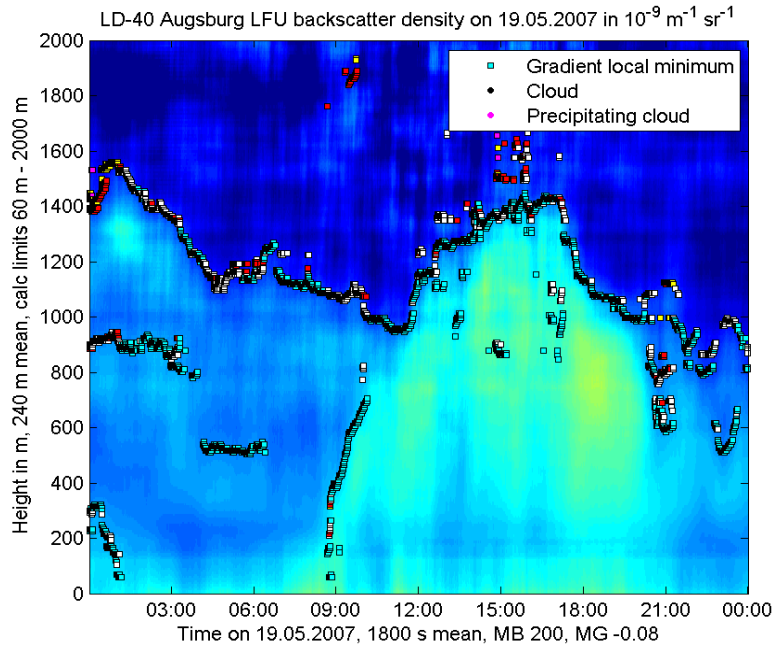 LD-40 Augsburg LFU backscatter density on 19.05.2007 in 10⁻⁹ m⁻¹ sr⁻¹
Gradient local minimum
Cloud
Precipitating cloud
Height in m, 240 m mean, calc limits 60 m - 2000 m
2000
1800
1600
1400
1200
1000
800
600
400
200
0
03:00 06:00 09:00 12:00 15:00 18:00 21:00 00:00
Time on 19.05.2007, 1800 s mean, MB 200, MG -0.08